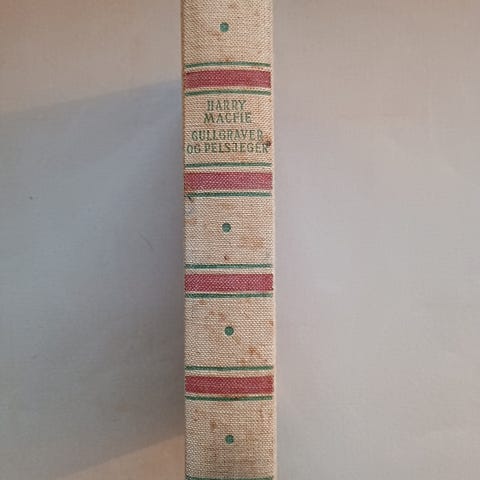 HARRY
MACFIE
GULLGRAVER
OG PELSJEGER